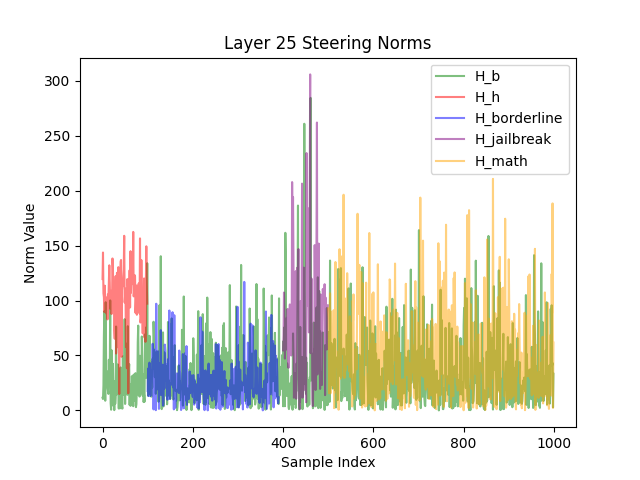 Layer 25 Steering Norms
Norm Value
300
250
200
150
100
50
0
H_b
H_h
H_borderline
H_jailbreak
H_math
0 200 400 600 800 1000
Sample Index